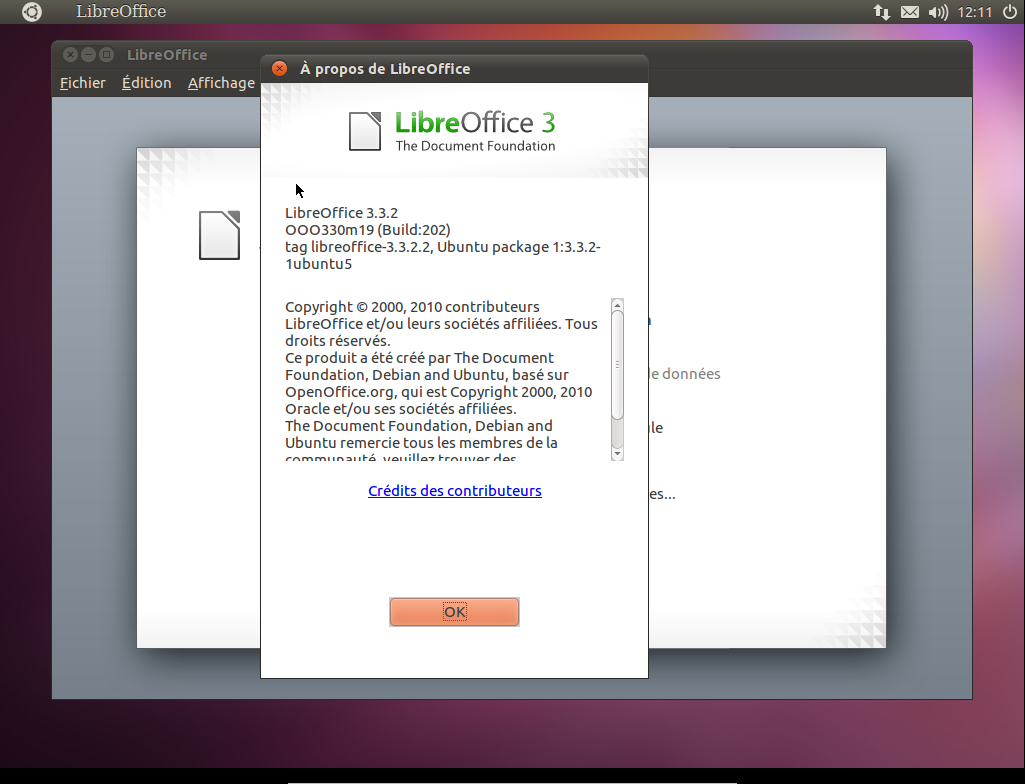 LibreOffice
12:11
LibreOffice
Fichier Édition Affichage
À propos de LibreOffice
LibreOffice 3
The Document Foundation
LibreOffice 3.3.2
OOO330m19 (Build:202)
tag libreoffice-3.3.2.2, Ubuntu package 1:3.3.2-
1ubuntu5
Copyright © 2000, 2010 contributeurs
LibreOffice et/ou leurs sociétés affiliées. Tous
droits réservés.
Ce produit a été créé par The Document
Foundation, Debian and Ubuntu, basé sur
OpenOffice.org, qui est Copyright 2000, 2010
Oracle et/ou ses sociétés affiliées.
The Document Foundation, Debian and
Ubuntu remercie tous les membres de la
communauté, veuillez trouver des
Crédits des contributeurs
OK
de données